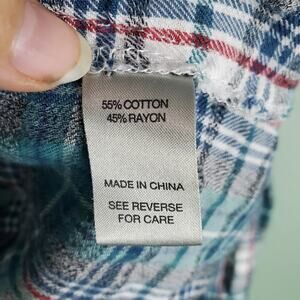 55% COTTON
45% RAYON
MADE IN CHINA
SEE REVERSE
FOR CARE